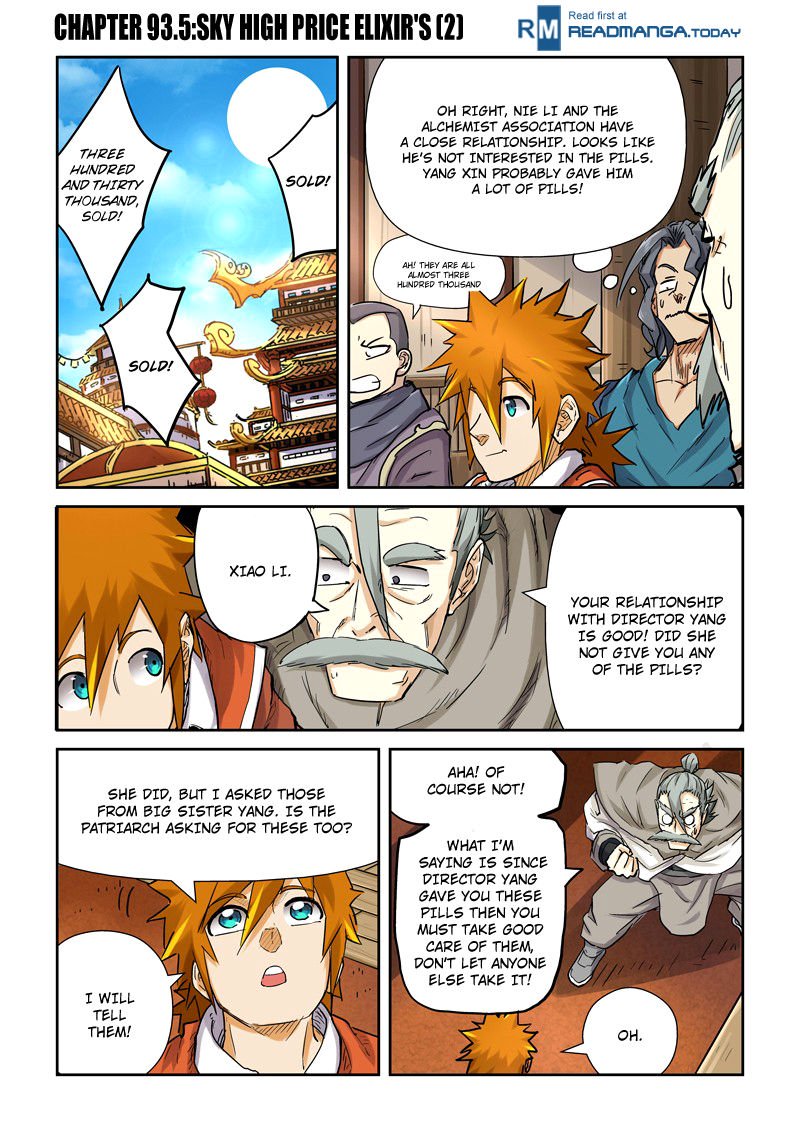 CHAPTER 93.5:SKY HIGH PRICE ELIXIR'S (2)
RM
Read first at
READMANGA.TODAY
THREE
HUNDRED
AND THIRTY
THOUSAND,
SOLD!
SOLD!
SOLD!
OH RIGHT, NIE LI AND THE
ALCHEMIST ASSOCIATION HAVE
A CLOSE RELATIONSHIP. LOOKS LIKE
HE'S NOT INTERESTED IN THE PILLS.
YANG XIN PROBABLY GAVE HIM
A LOT OF PILLS!
AH! THEY ARE ALL
ALMOST THREE
HUNDRED THOUSAND
XIAO LI.
YOUR RELATIONSHIP
WITH DIRECTOR YANG
IS GOOD! DID SHE
NOT GIVE YOU ANY
OF THE PILLS?
SHE DID, BUT I ASKED THOSE
FROM BIG SISTER YANG. IS THE
PATRIARCH ASKING FOR THESE TOO?
I WILL
TELL
THEM!
AHA! OF
COURSE NOT!
WHAT I'M
SAYING IS SINCE
DIRECTOR YANG
GAVE YOU THESE
PILLS THEN YOU
MUST TAKE GOOD
CARE OF THEM,
DON'T LET ANYONE
ELSE TAKE IT!
OH.